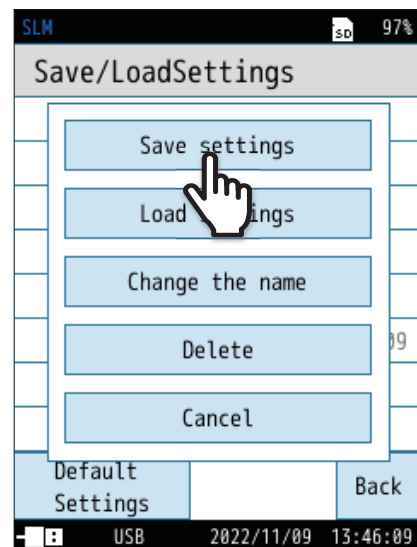 SLM SD 97%
Save/LoadSettings
Save settings
Load
Change the name
09
Delete
Cancel
Default
Settings
Back
USB 2022/11/09 13:46:09